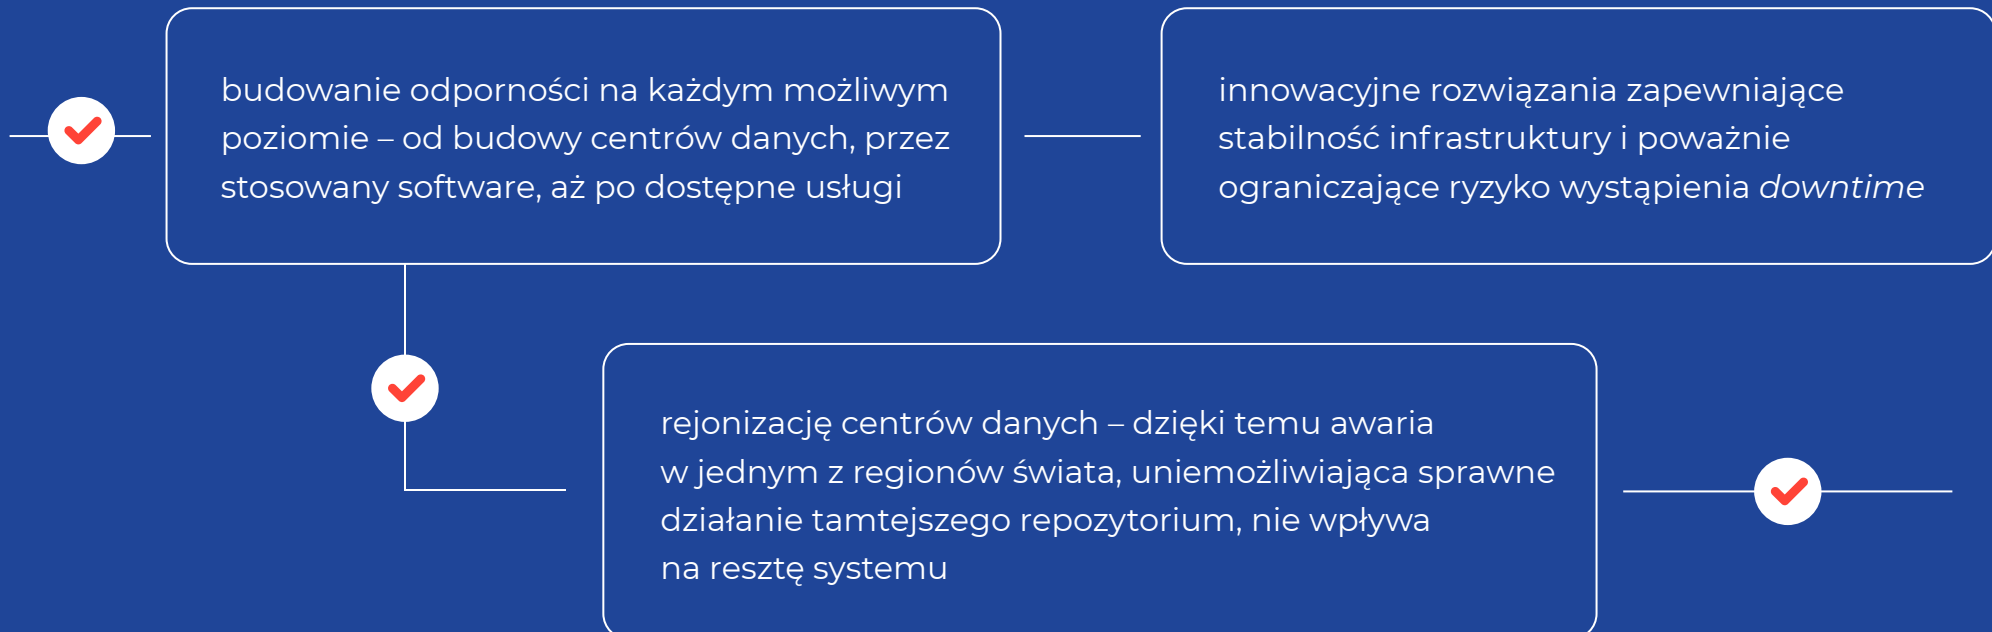 budowanie odporności na każdym możliwym
poziomie – od budowy centrów danych, przez
stosowany software, aż po dostępne usługi
innowacyjne rozwiązania zapewniające
stabilność infrastruktury i poważnie
ograniczające ryzyko wystąpienia downtime
rejonizację centrów danych – dzięki temu awaria
w jednym z regionów świata, uniemożliwiająca sprawne
działanie tamtejszego repozytorium, nie wpływa
na resztę systemu